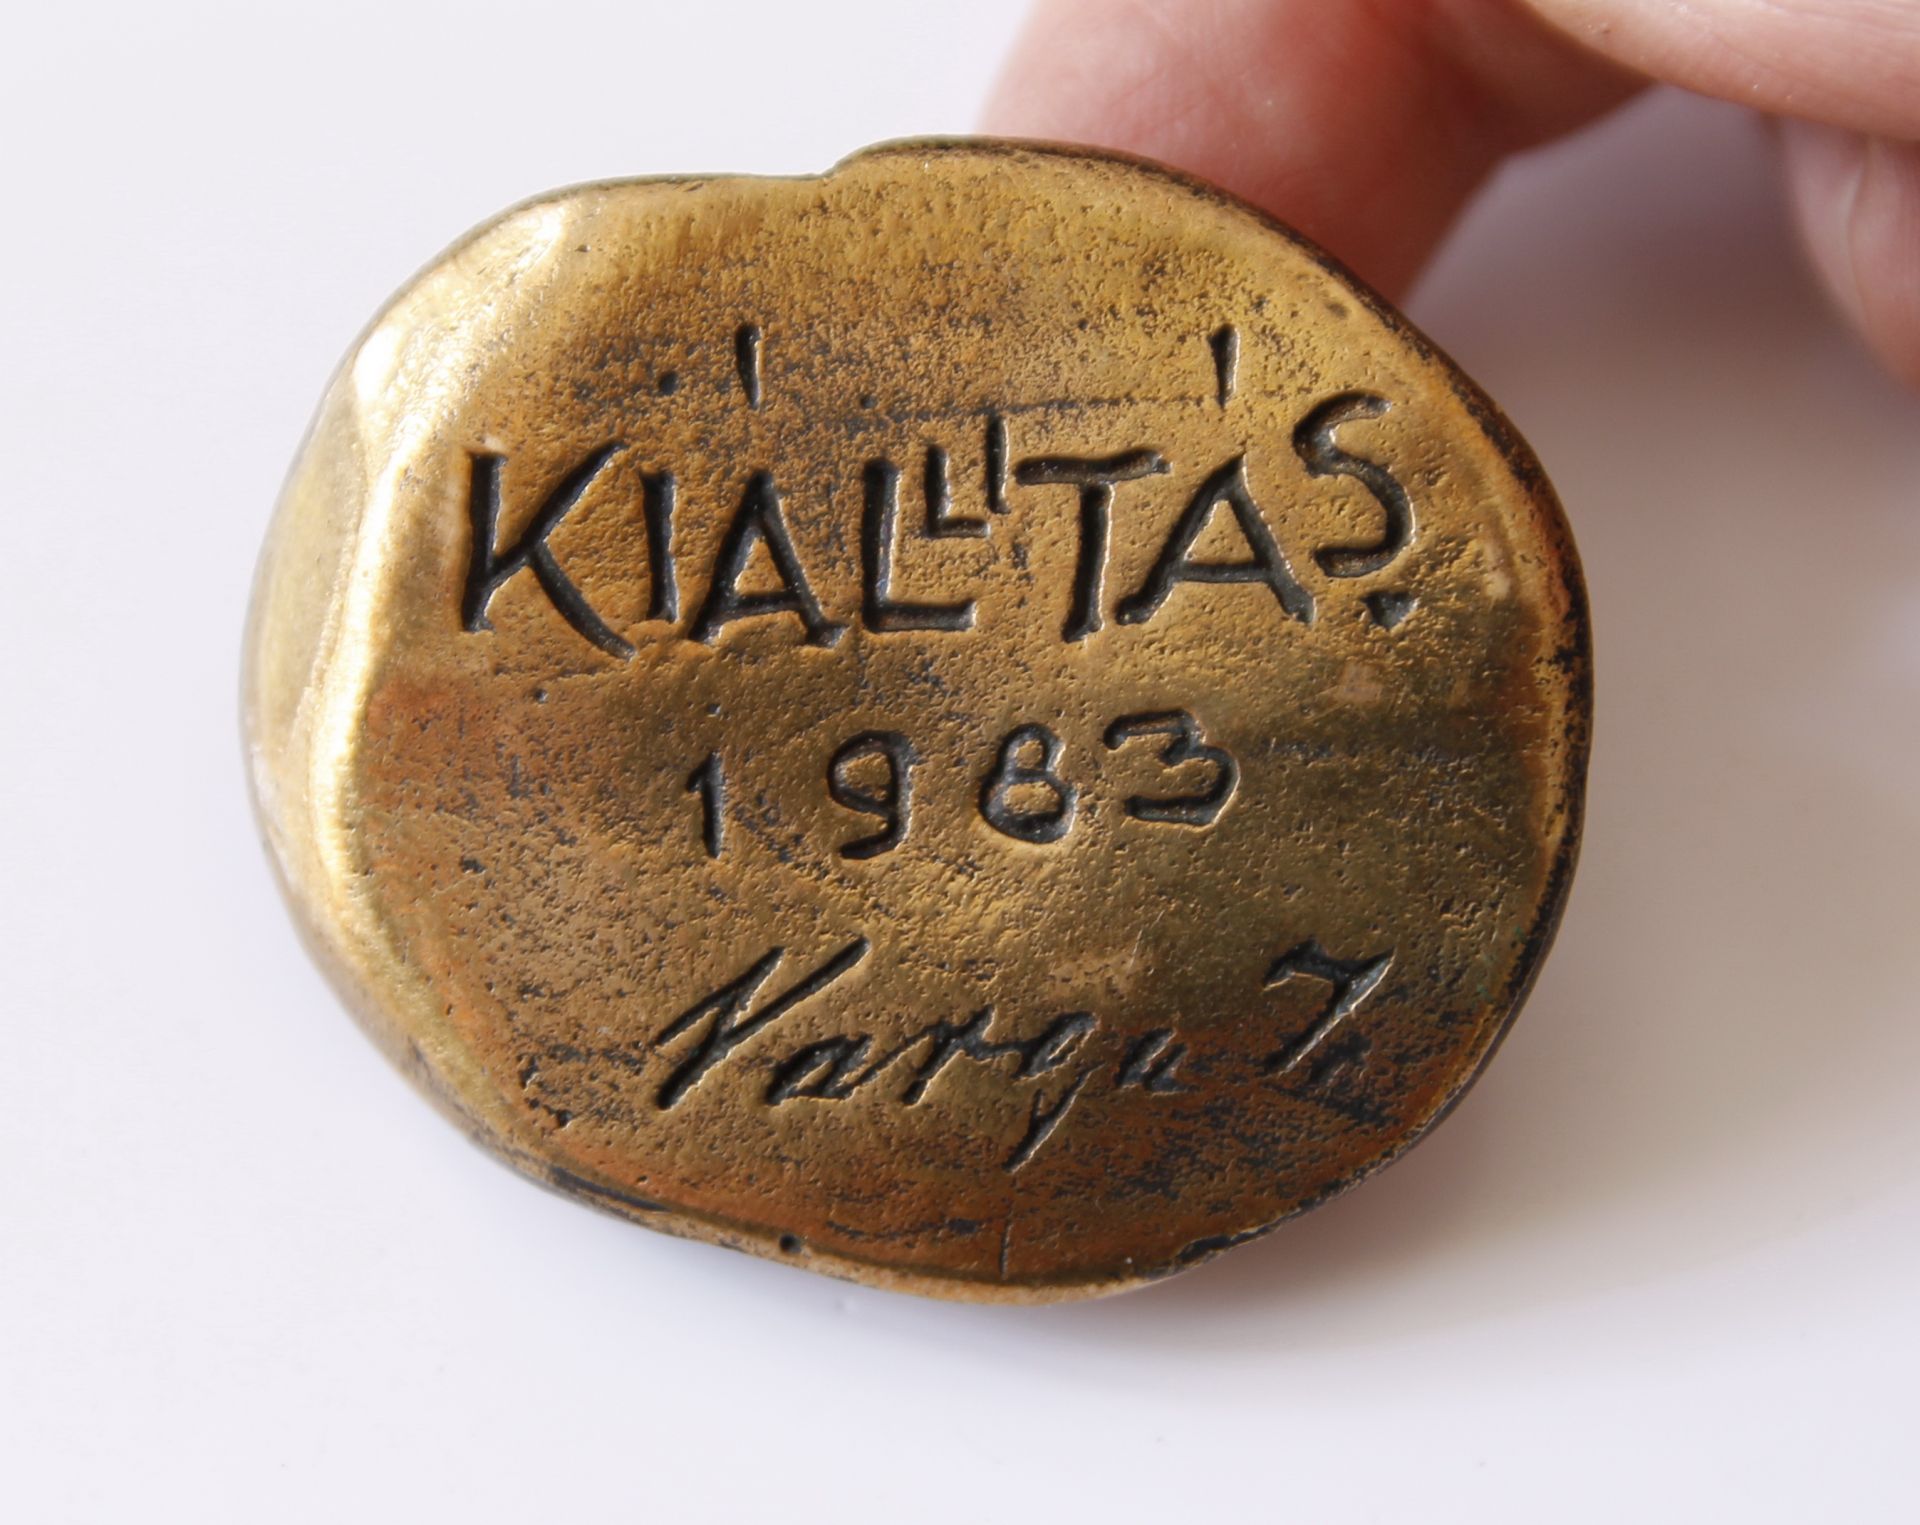 KIÁLLÍTÁS.
1983
Varga I